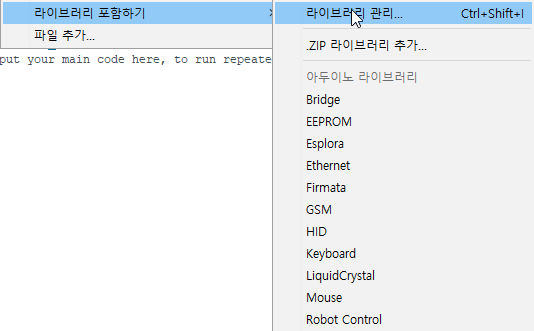 라이브러리 포함하기
파일 추가...
put your main code here, to run repeate
라이브러리 관리... Ctrl+Shift+I
.ZIP 라이브러리 추가...
아두이노 라이브러리
Bridge
EEPROM
Esplora
Ethernet
Firmata
GSM
HID
Keyboard
LiquidCrystal
Mouse
Robot Control